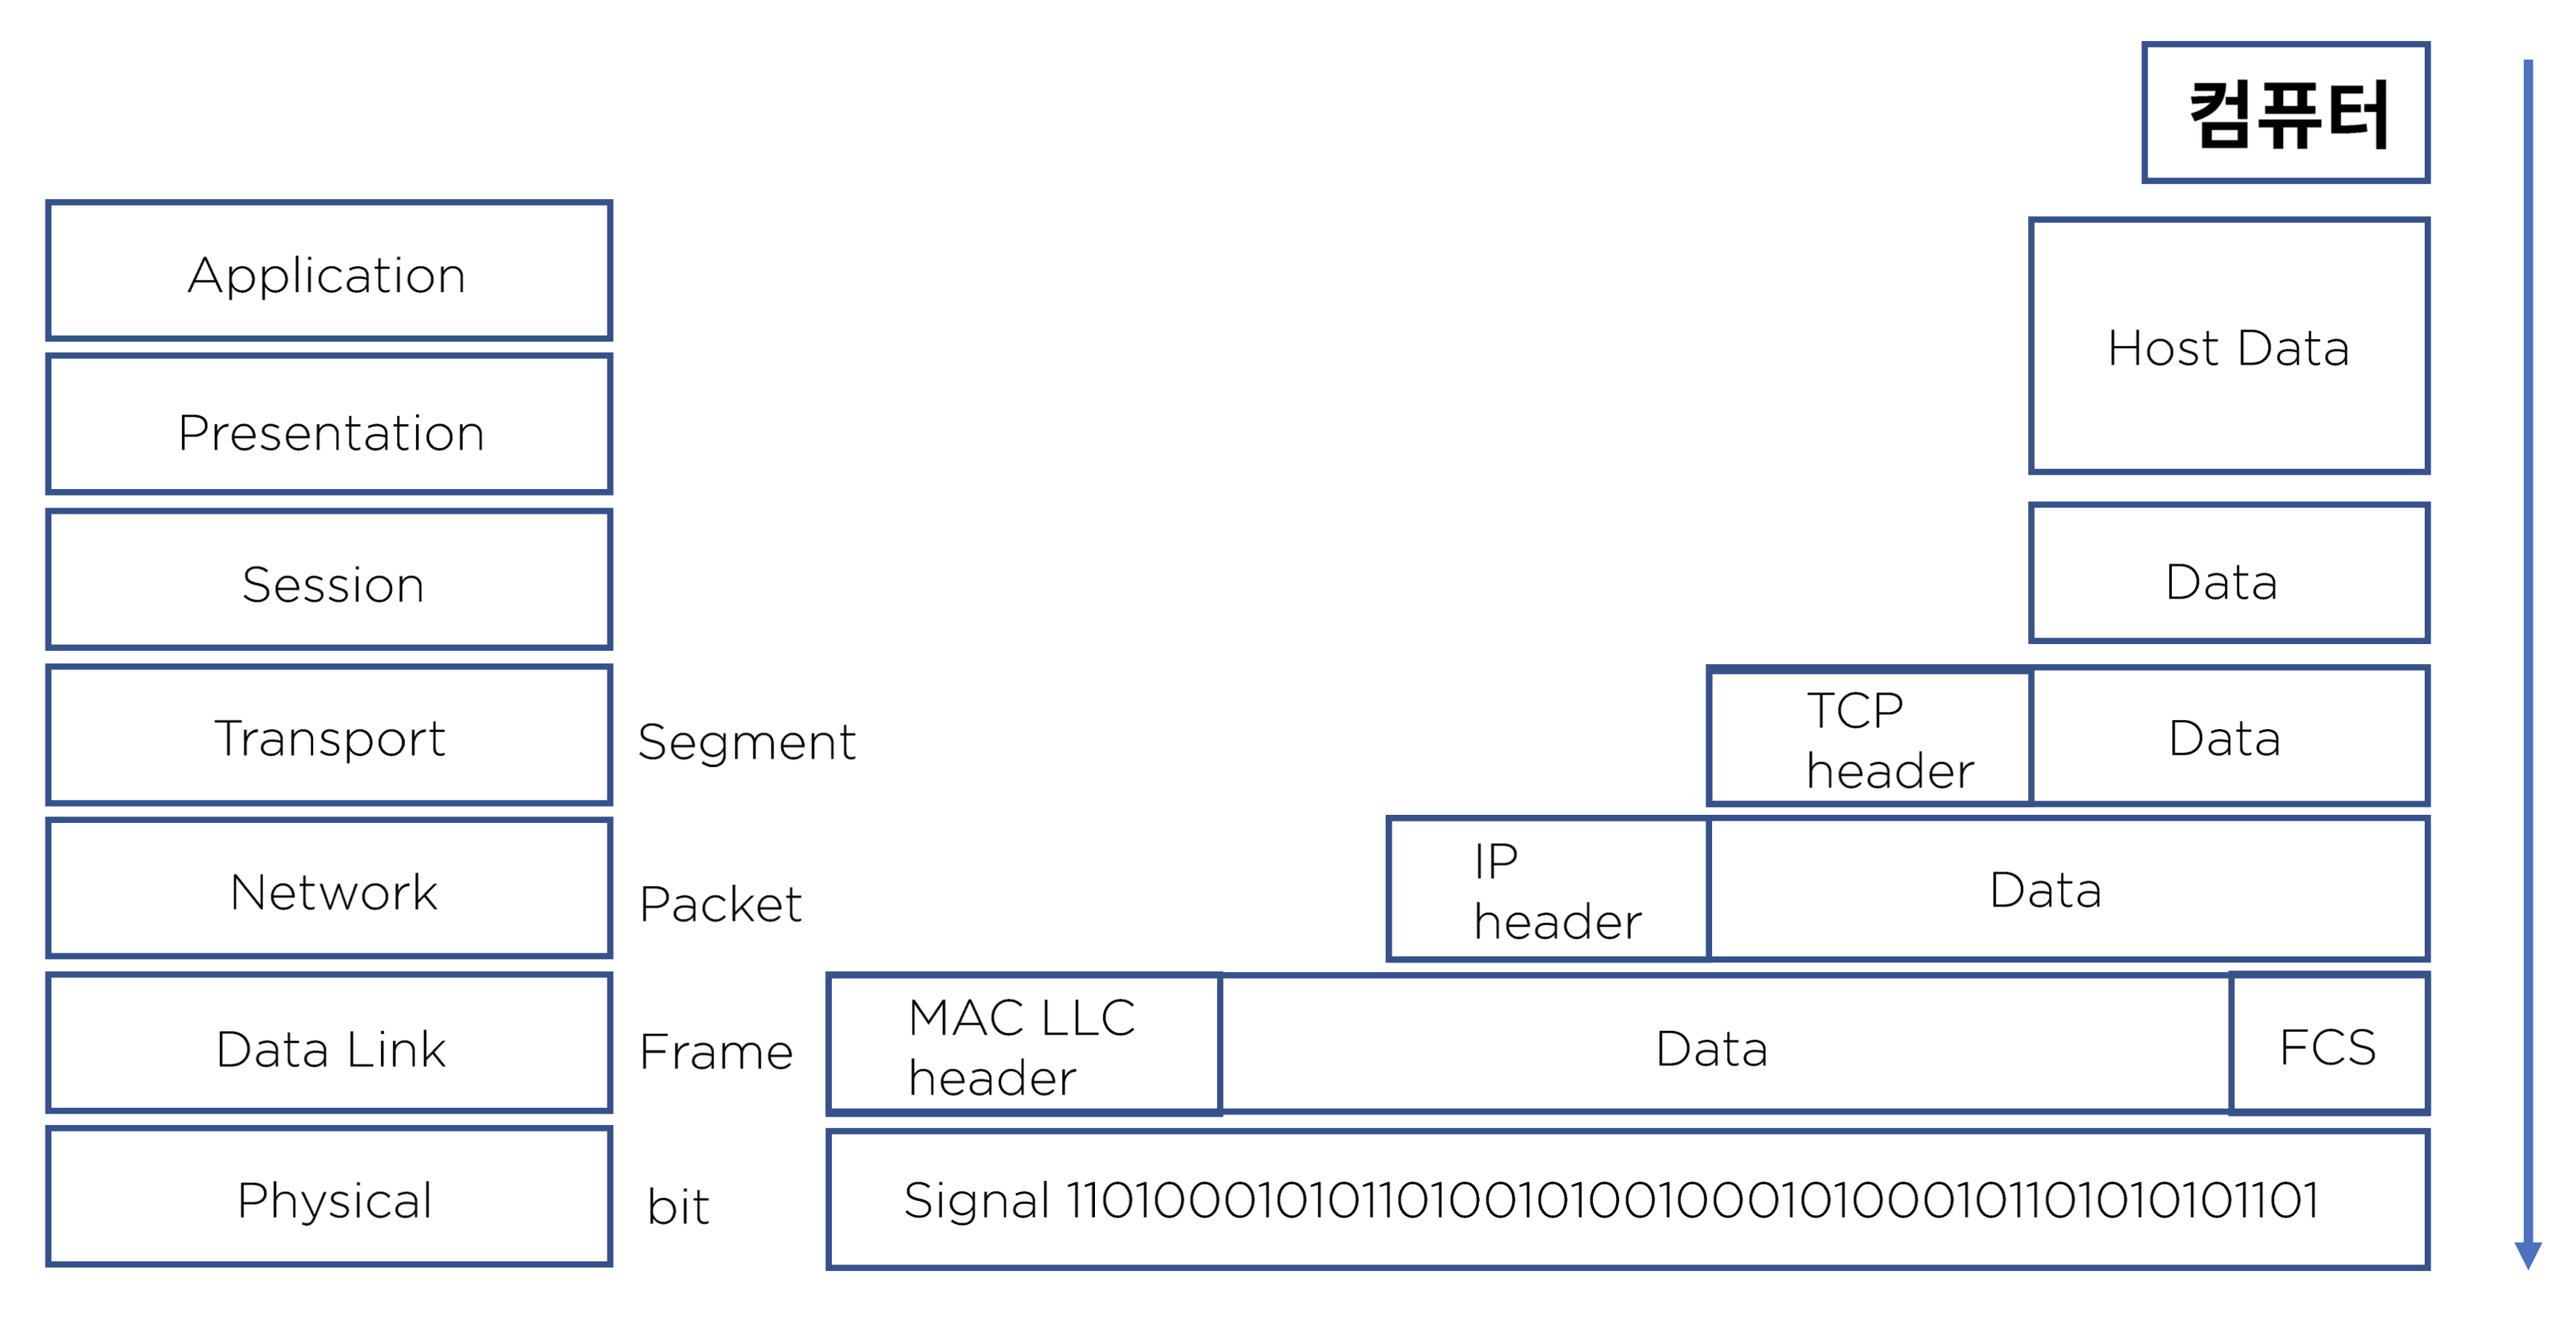 컴퓨터
Application
Host Data
Presentation
Session
Data
Transport
Segment
TCP
header
Data
Network
Packet
IP
header
Data
Data Link
Frame
MAC LLC
header
Data
FCS
Physical
bit
Signal 11010001010110100101001000101000101101010101101